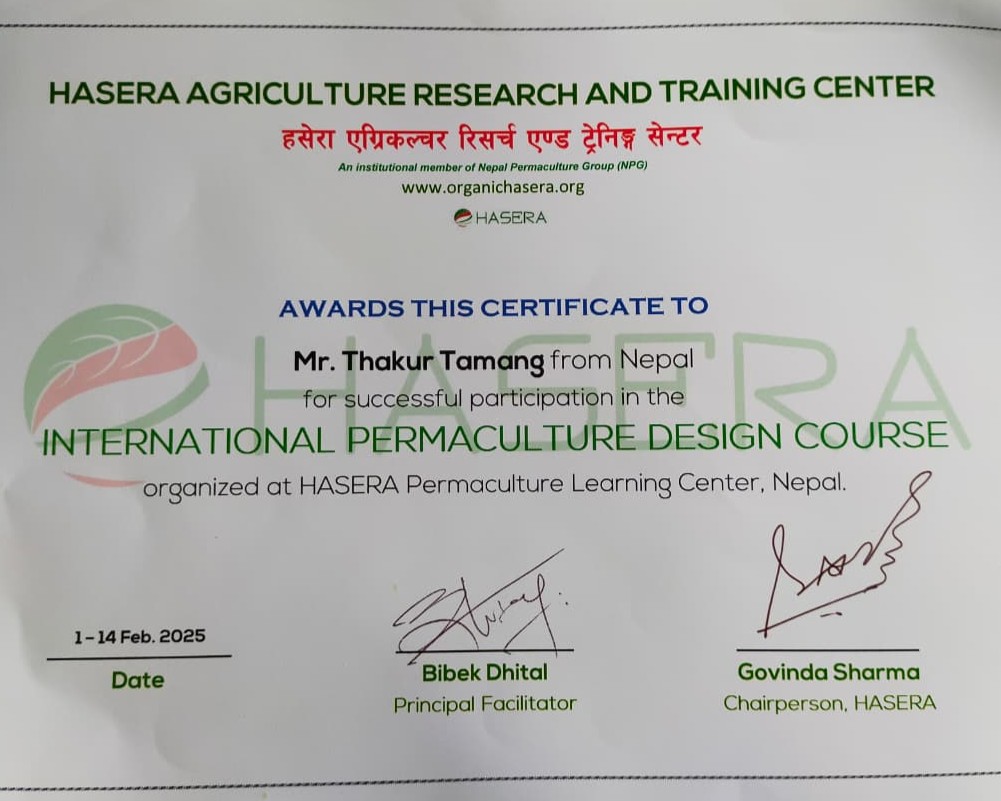 HASERA AGRICULTURE RESEARCH AND TRAINING CENTER
हसेरा एग्रिकल्चर रिसर्च एण्ड ट्रेनिङ्ग सेन्टर
An institutional member of Nepal Permaculture Group (NPG)
www.organichasera.org
HASERA
AWARDS THIS CERTIFICATE TO
HASERA
Mr. Thakur Tamang from Nepal
for successful participation in the
INTERNATIONAL PERMACULTURE DESIGN COURSE
organized at HASERA Permaculture Learning Center, Nepal.
1-14 Feb. 2025
Date
Bibek Dhital
Principal Facilitator
Govinda Sharma
Chairperson, HASERA